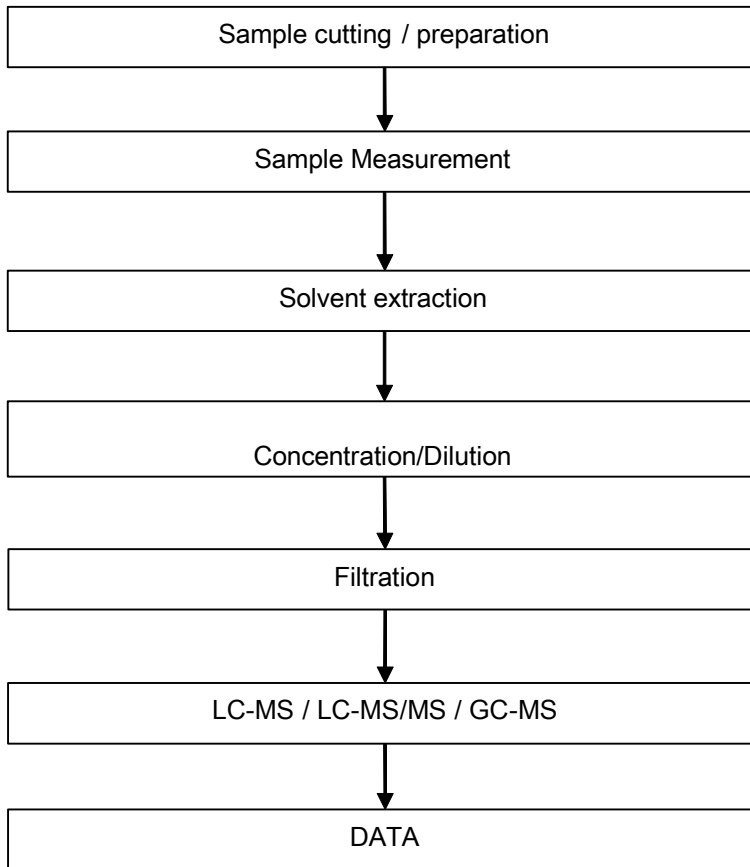 Sample cutting / preparation
Sample Measurement
Solvent extraction
Concentration/Dilution
Filtration
LC-MS / LC-MS/MS / GC-MS
DATA